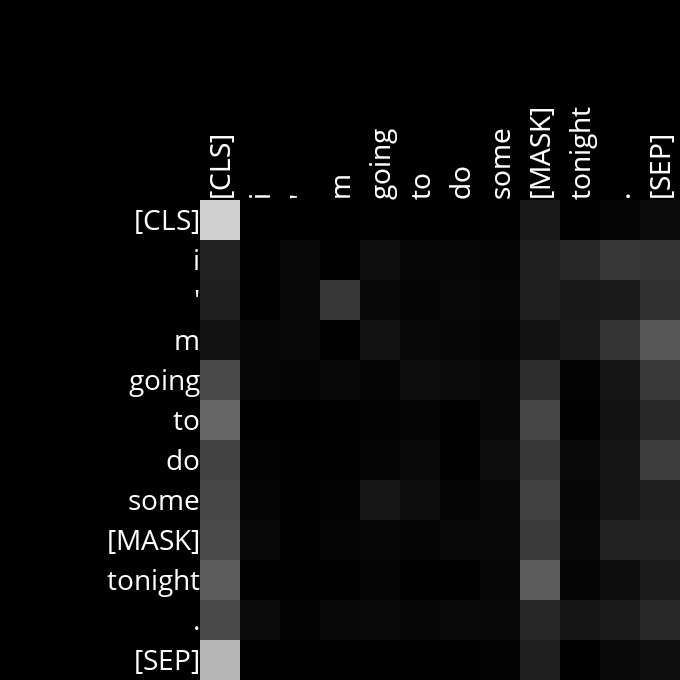 [CLS] i ' m going to do some [MASK] tonight . [SEP]
[CLS]
i
'
m
going
to
do
some
[MASK]
tonight
.
[SEP]